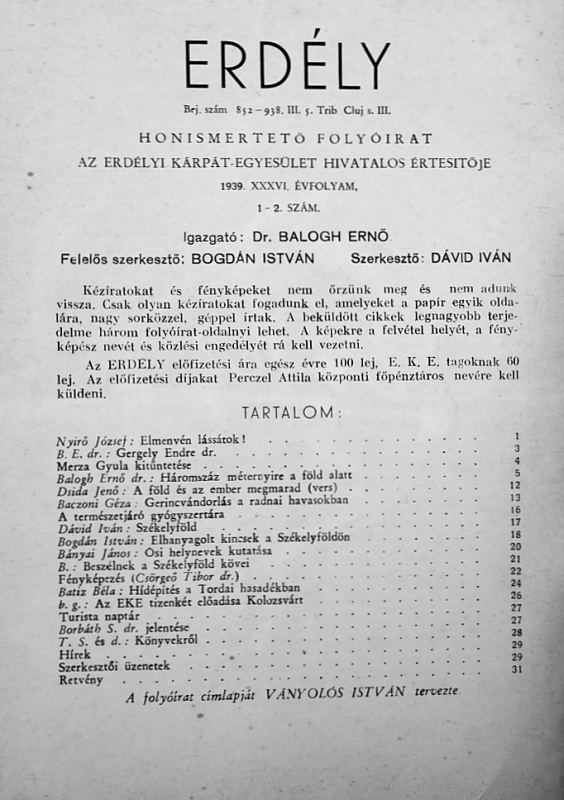 ERDÉLY
Bej. szám 852–938. III. 5. Trib Cluj s. III.
HONISMERTETŐ FOLYÓIRAT
AZ ERDÉLYI KÁRPÁT-EGYESÜLET HIVATALOS ÉRTESITŐJE
1939. XXXVI. ÉVFOLYAM,
1–2. SZÁM.
Igazgató: Dr. BALOGH ERNŐ
Felelős szerkesztő: BOGDÁN ISTVÁN Szerkesztő: DÁVID IVÁN
Kéziratokat és fényképeket nem őrzünk meg és nem adunk
vissza. Csak olyan kéziratokat fogadunk el, amelyeket a papír egyik olda-
lára, nagy sorközzel, géppel írtak. A beküldött cikkek legnagyobb terje-
delme három folyóirat-oldalnyi lehet. A képekre a felvétel helyét, a fény-
képész nevét és közlési engedélyét rá kell vezetni.
Az ERDÉLY előfizetési ára egész évre 100 lej, E. K. E. tagoknak 60
lej. Az előfizetési díjakat Perczel Attila központi főpénztáros nevére kell
küldeni.
TARTALOM:
Nyirő József: Elmenvén lássátok! . . . . . . . . . . . 1
B. E. dr.: Gergely Endre dr. . . . . . . . . . . . 3
Merza Gyula kitüntetése . . . . . . . . . . . 4
Balogh Ernő dr.: Háromszáz méternyire a föld alatt . . . . . . 5
Dsida Jenő: A föld és az ember megmarad (vers) . . . . . . 12
Baczoni Géza: Gerincvándorlás a radnai havasokban . . . . . . 13
A természetjáró gyógyszertára . . . . . . . . . . 16
Dávid Iván: Székelyföld . . . . . . . . . . . 17
Bogdán István: Elhanyagolt kincsek a Székelyföldön . . . . . . 18
Bányai János: Ősi helynevek kutatása . . . . . . . . 20
B.: Beszélnek a Székelyföld kövei . . . . . . . . . 21
Fényképezés (Csörgeő Tibor dr.) . . . . . . . . . 22
Batiz Béla: Hídépítés a Tordai hasadékban . . . . . . . 24
b. g.: Az EKE tizenkét előadása Kolozsvárt . . . . . . . 26
Turista naptár . . . . . . . . . . . . 27
Borbáth S. dr. jelentése . . . . . . . . . . . 27
T. S. és d.: Könyvekről . . . . . . . . . . . 28
Hírek . . . . . . . . . . . . . . 29
Szerkesztői üzenetek . . . . . . . . . . . 29
Retvény . . . . . . . . . . . . . 31
A folyóirat címlapját VÁNYOLÓS ISTVÁN tervezte.